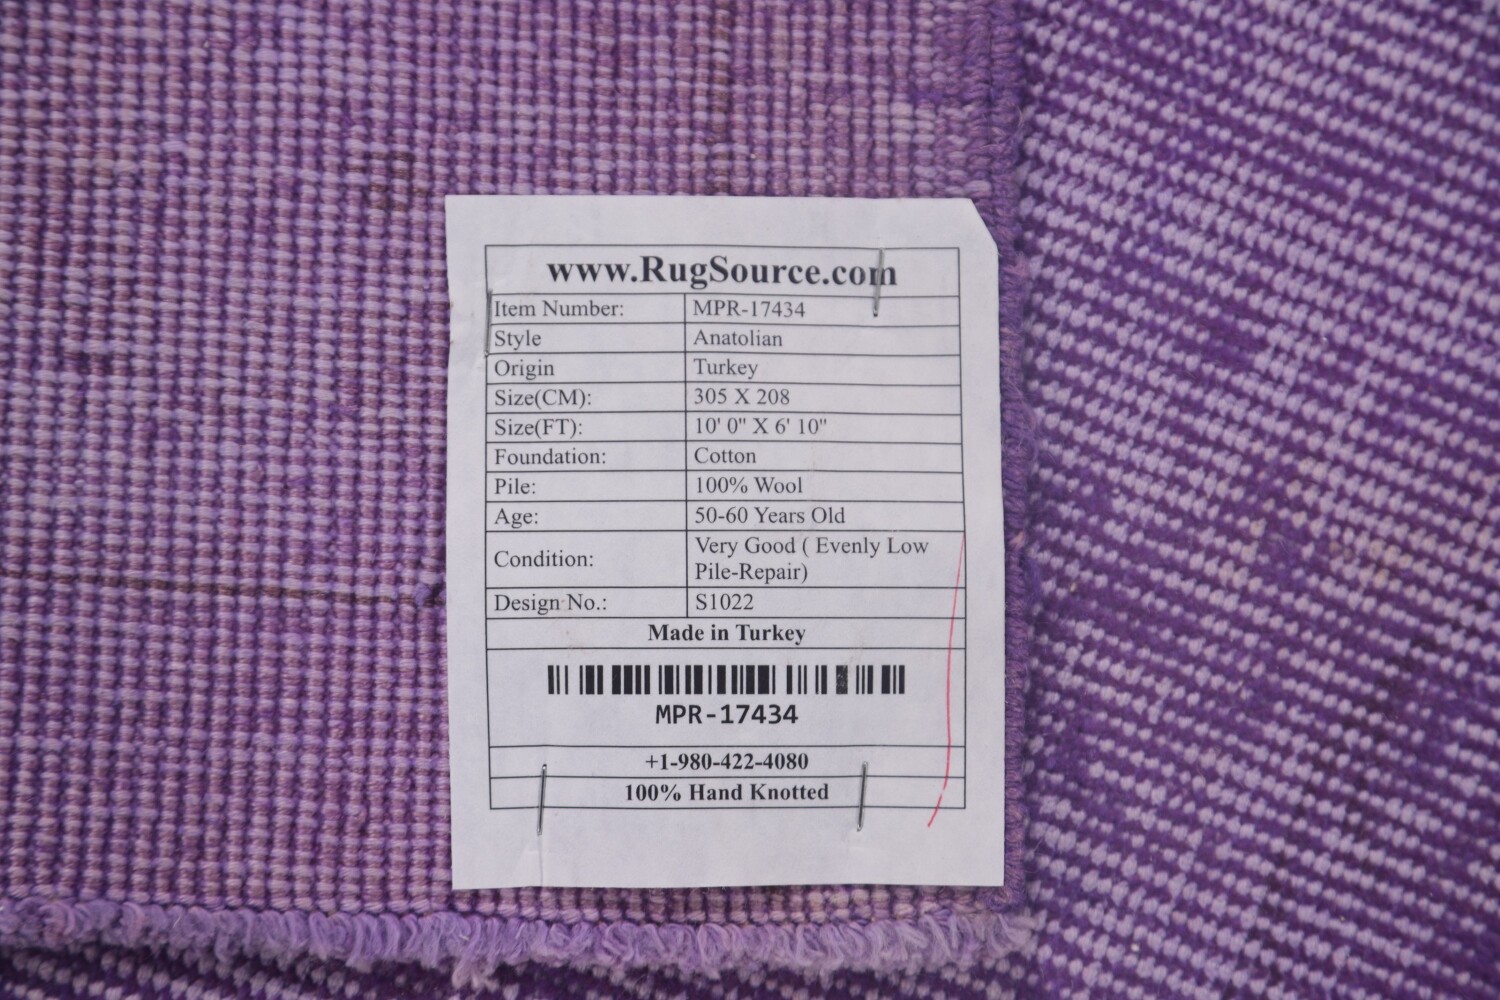 www.RugSource.com
Item Number: MPR-17434
Style Anatolian
Origin Turkey
Size(CM): 305 X 208
Size(FT): 10' 0" X 6' 10"
Foundation: Cotton
Pile: 100% Wool
Age: 50-60 Years Old
Condition: Very Good ( Evenly Low
Pile-Repair)
Design No.: S1022
Made in Turkey
MPR-17434
+1-980-422-4080
100% Hand Knotted